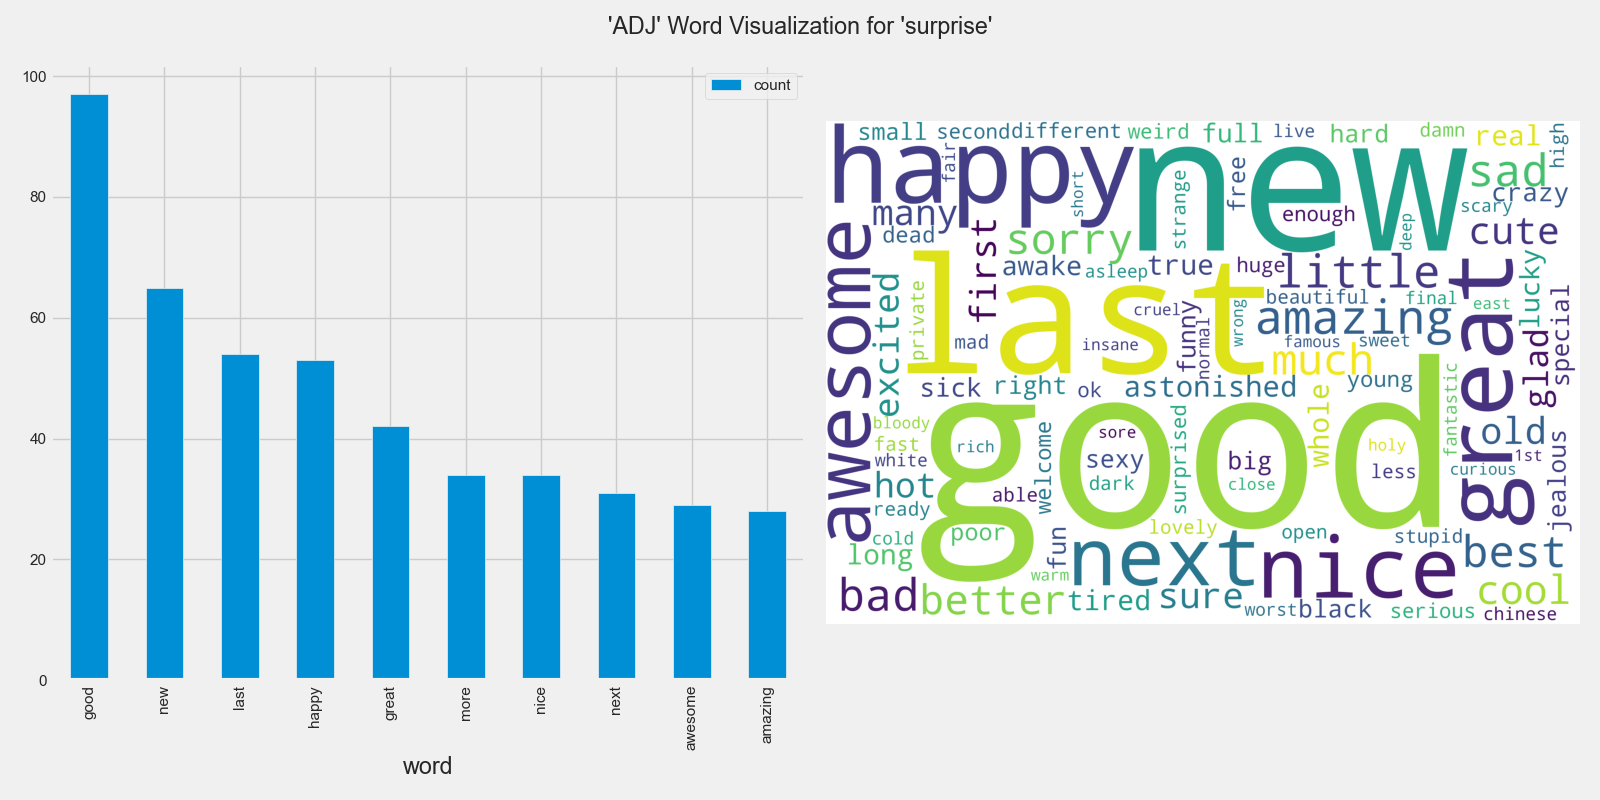 'ADJ' Word Visualization for 'surprise'
100
80
60
40
20
0
count
good
new
last
happy
great
more
nice
next
awesome
amazing
word
small
second
different
weird
full
live
hard
damn
real
high
happy
new
fair
short
strange
free
sad
crazy
many
enough
scary
dead
sorry
deep
cute
awesome
first
awake
asleep
true
huge
little
great
lucky
excited
private
last
cruel
wrong
beautiful
final
east
special
amazing
mad
insane
funny
normal
famous
sweet
much
glad
sick
right
ok
astonished
young
fantastic
bloody
good
sore
surprised
whole
holy
old
fast
rich
welcome
1st
white
sexy
big
less
curious
jealous
hot
able
dark
close
ready
cold
poor
fun
lovely
open
stupid
long
warm
next
nice
best
bad
better
tired
sure
worst
black
serious
cool
chinese